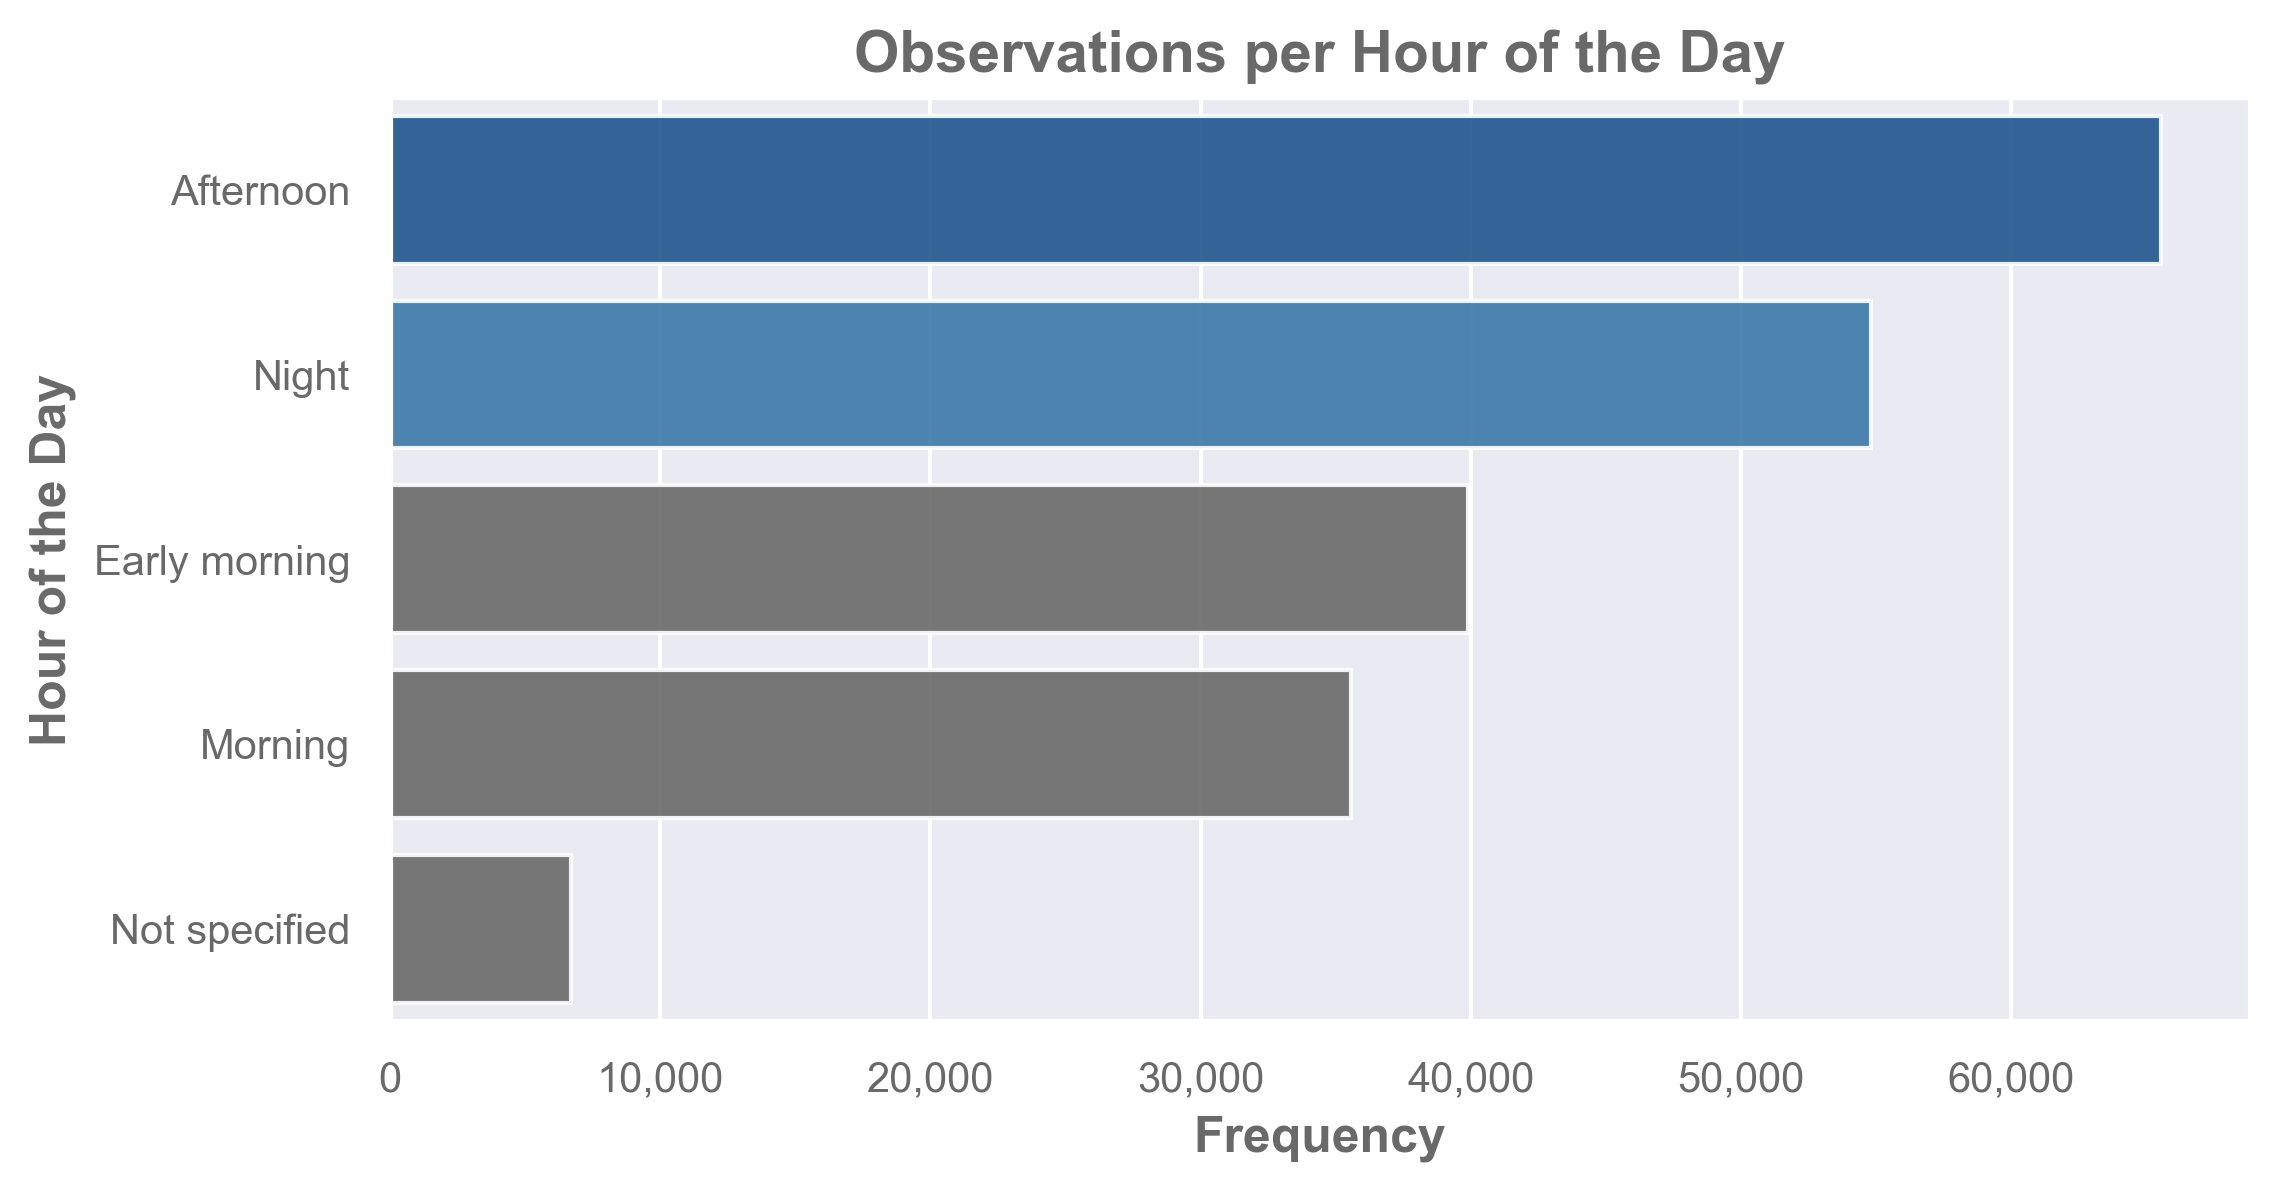 Observations per Hour of the Day
Hour of the Day
Afternoon
Night
Early morning
Morning
Not specified
0 10,000 20,000 30,000 40,000 50,000 60,000
Frequency